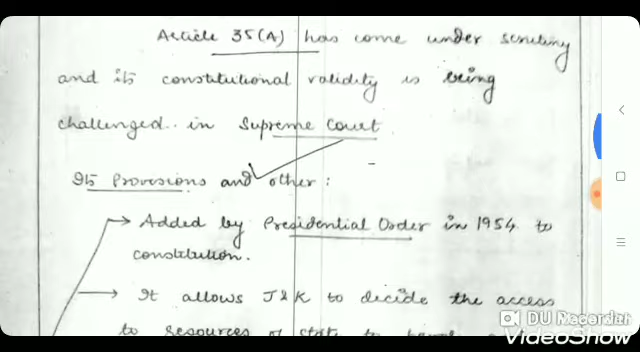 Article 35(A) has come under scrutiny
and its constitutional validity is being
challenged.. in Supreme Court
Its Provisions and other :
→ Added by Presidential Order in 1954 to
constitution.
→ It allows J&K to decide the access
to resources of state to
DU Recorder
VideoShow